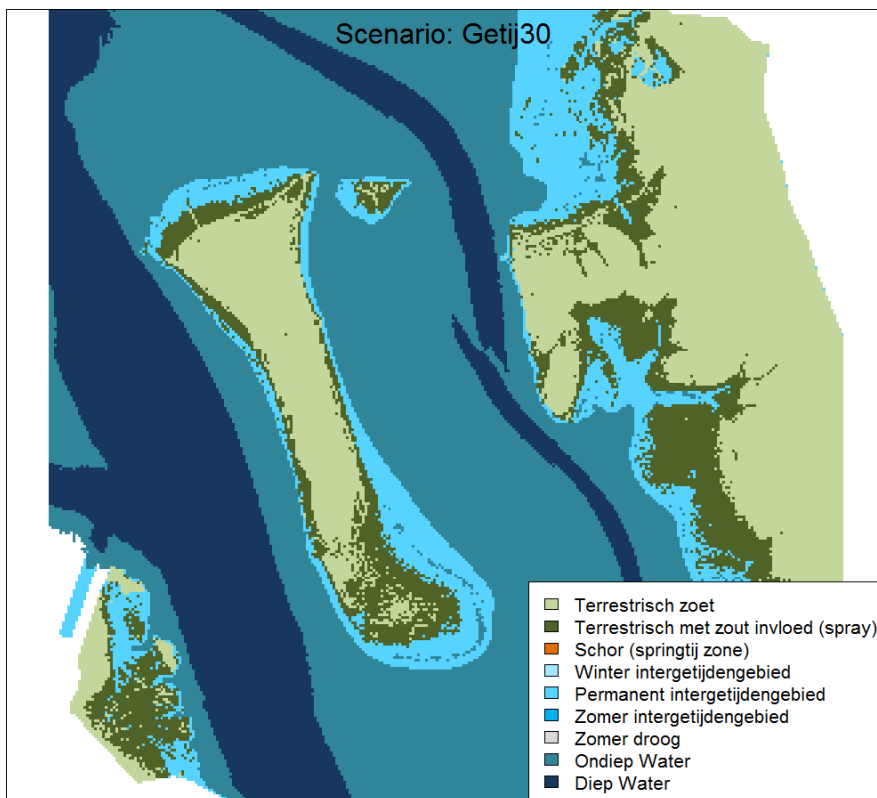 Scenario: Getij30
Terrestrisch zoet
Terrestrisch met zout invloed (spray)
Schor (springtij zone)
Winter intergetijdengebied
Permanent intergetijdengebied
Zomer intergetijdengebied
Zomer droog
Ondiep Water
Diep Water